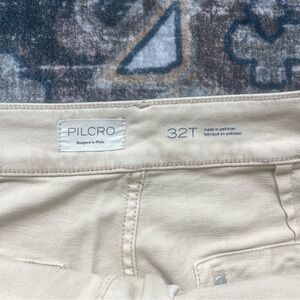 PILCRO
Designed in Phila.
32T
made in pakistan
fabriqué au pakistan